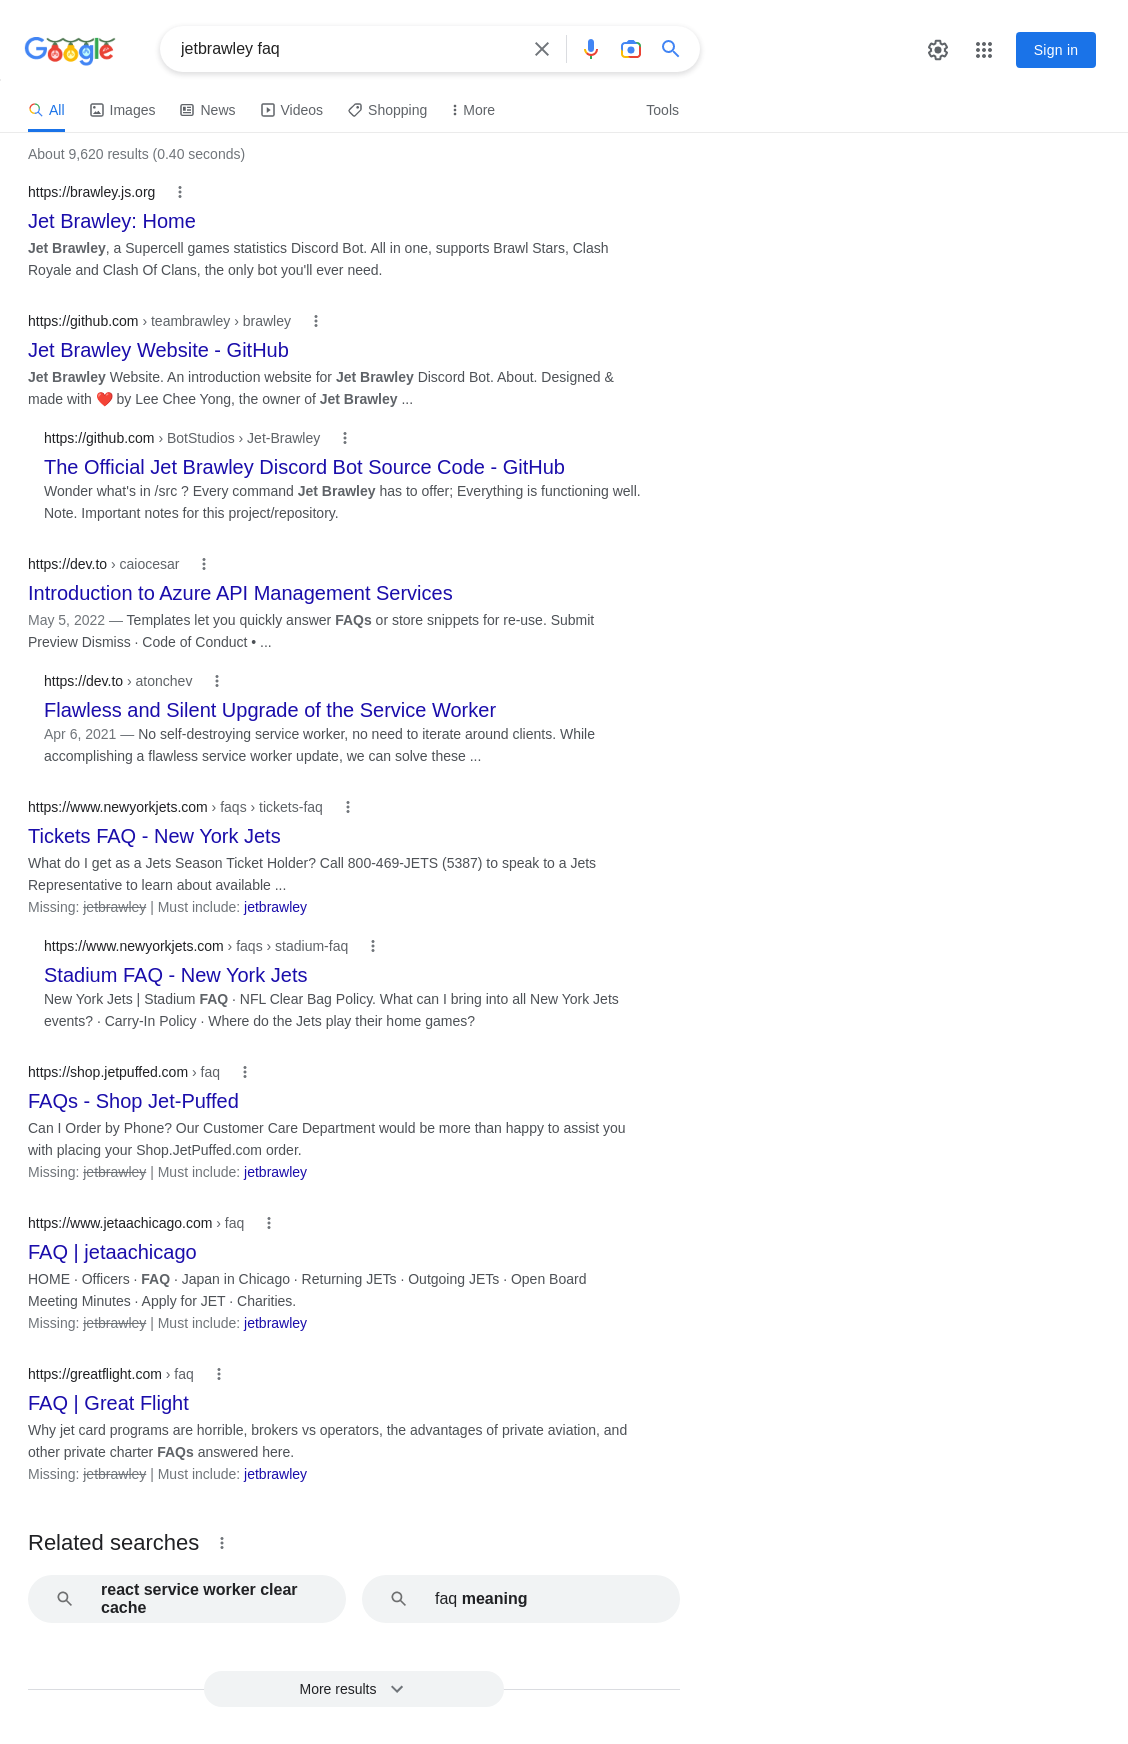 Google
jetbrawley faq
Sign in
All Images News Videos Shopping More Tools
About 9,620 results (0.40 seconds)
https://brawley.js.org
Jet Brawley: Home
Jet Brawley, a Supercell games statistics Discord Bot. All in one, supports Brawl Stars, Clash
Royale and Clash Of Clans, the only bot you'll ever need.
https://github.com › teambrawley › brawley
Jet Brawley Website - GitHub
Jet Brawley Website. An introduction website for Jet Brawley Discord Bot. About. Designed &
made with ❤️ by Lee Chee Yong, the owner of Jet Brawley ...
https://github.com › BotStudios › Jet-Brawley
The Official Jet Brawley Discord Bot Source Code - GitHub
Wonder what's in /src ? Every command Jet Brawley has to offer; Everything is functioning well.
Note. Important notes for this project/repository.
https://dev.to › caiocesar
Introduction to Azure API Management Services
May 5, 2022 — Templates let you quickly answer FAQs or store snippets for re-use. Submit
Preview Dismiss · Code of Conduct • ...
https://dev.to › atonchev
Flawless and Silent Upgrade of the Service Worker
Apr 6, 2021 — No self-destroying service worker, no need to iterate around clients. While
accomplishing a flawless service worker update, we can solve these ...
https://www.newyorkjets.com › faqs › tickets-faq
Tickets FAQ - New York Jets
What do I get as a Jets Season Ticket Holder? Call 800-469-JETS (5387) to speak to a Jets
Representative to learn about available ...
Missing: jetbrawley | Must include: jetbrawley
https://www.newyorkjets.com › faqs › stadium-faq
Stadium FAQ - New York Jets
New York Jets | Stadium FAQ · NFL Clear Bag Policy. What can I bring into all New York Jets
events? · Carry-In Policy · Where do the Jets play their home games?
https://shop.jetpuffed.com › faq
FAQs - Shop Jet-Puffed
Can I Order by Phone? Our Customer Care Department would be more than happy to assist you
with placing your Shop.JetPuffed.com order.
Missing: jetbrawley | Must include: jetbrawley
https://www.jetaachicago.com › faq
FAQ | jetaachicago
HOME · Officers · FAQ · Japan in Chicago · Returning JETs · Outgoing JETs · Open Board
Meeting Minutes · Apply for JET · Charities.
Missing: jetbrawley | Must include: jetbrawley
https://greatflight.com › faq
FAQ | Great Flight
Why jet card programs are horrible, brokers vs operators, the advantages of private aviation, and
other private charter FAQs answered here.
Missing: jetbrawley | Must include: jetbrawley
Related searches
react service worker clear
cache
faq meaning
More results